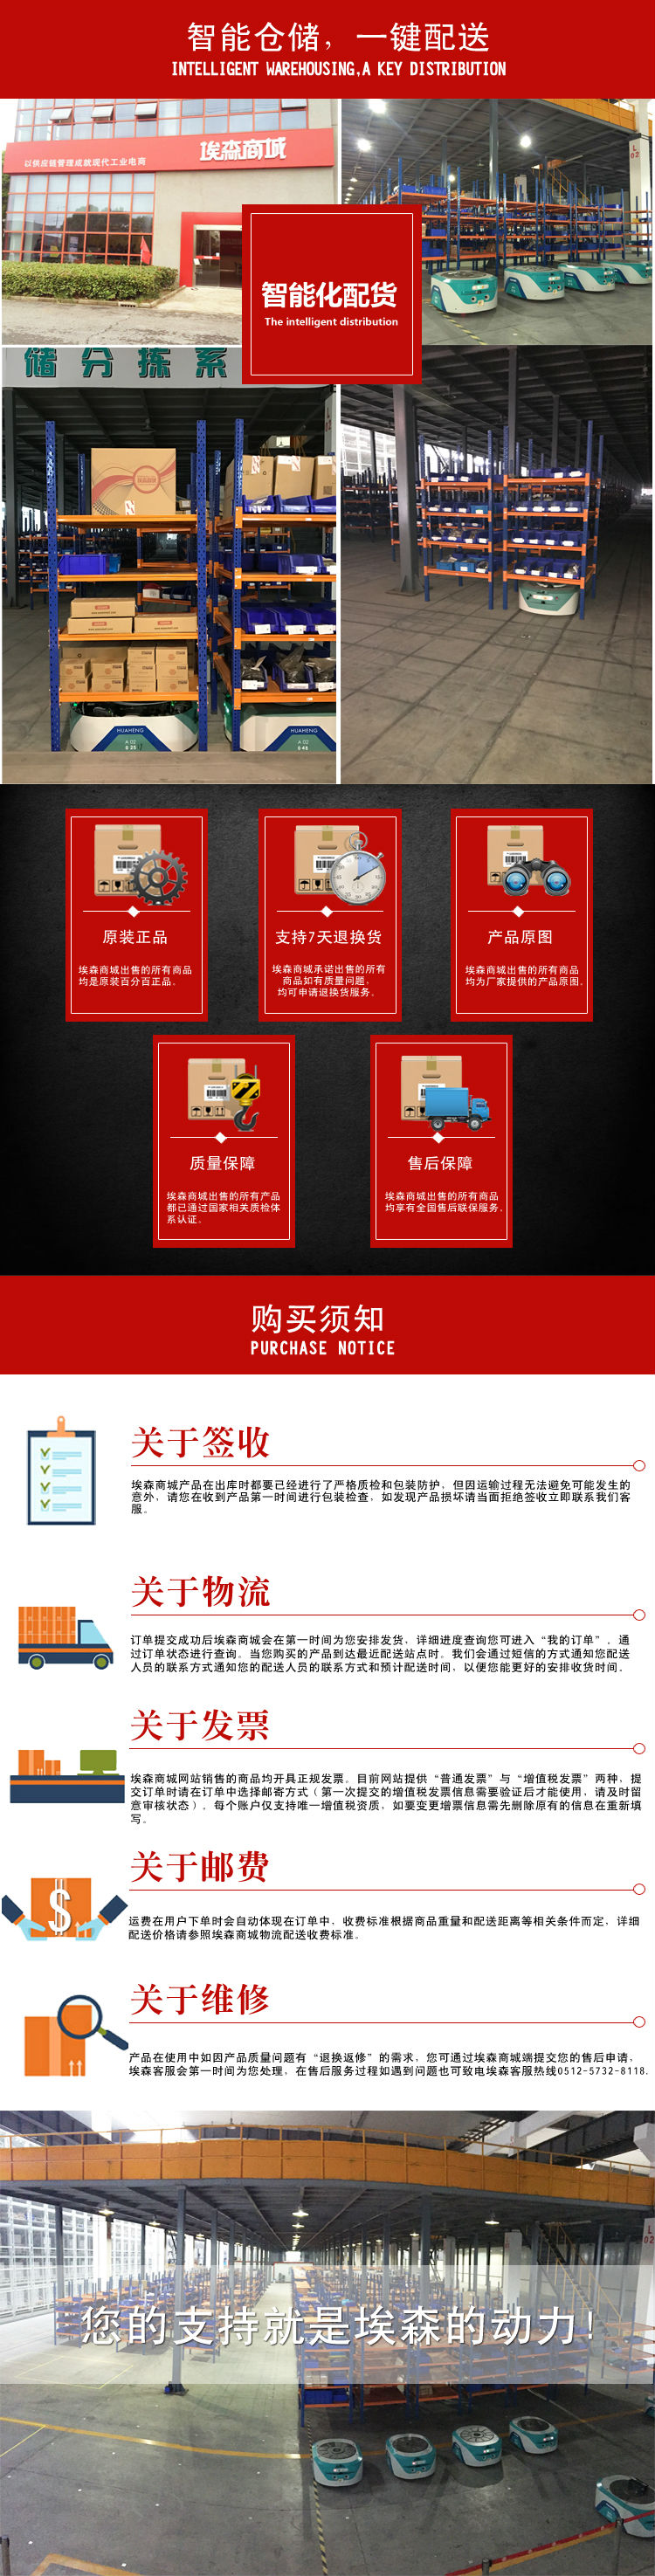 智能仓储，一键配送
INTELLIGENT WAREHOUSING,A KEY DISTRIBUTION
以供应链管理成就现代工业电商
埃森商城
L
02
智能化配货
The intelligent distribution
储分拣系
HUAHENG
A 02
HUAHENG
A 02
原装正品
埃森商城出售的所有商品
均是原装百分百正品。
支持7天退换货
埃森商城承诺出售的所有
商品如有质量问题，
均可申请退换货服务。
产品原图
埃森商城出售的所有商品
均为厂家提供的产品原图。
质量保障
埃森商城出售的所有产品
都已通过国家相关质检体
系认证。
售后保障
埃森商城出售的所有商品
均享有全国售后联保服务。
购买须知
PURCHASE NOTICE
关于签收
埃森商城产品在出库时都要已经进行了严格质检和包装防护，但因运输过程无法避免可能发生的
意外，请您在收到产品第一时间进行包装检查，如发现产品损坏请当面拒绝签收立即联系我们客
服。
关于物流
订单提交成功后埃森商城会在第一时间为您安排发货，详细进度查询您可进入“我的订单”，通
过订单状态进行查询。当您购买的产品到达最近配送站点时。我们会通过短信的方式通知您配送
人员的联系方式通知您的配送人员的联系方式和预计配送时间，以便您能更好的安排收货时间。
关于发票
埃森商城网站销售的商品均开具正规发票。目前网站提供“普通发票”与“增值税发票”两种，提
交订单时请在订单中选择邮寄方式（第一次提交的增值税发票信息需要验证后才能使用，请及时留
意审核状态）。每个账户仅支持唯一增值税资质，如要变更增票信息需先删除原有的信息在重新填
写。
关于邮费
运费在用户下单时会自动体现在订单中，收费标准根据商品重量和配送距离等相关条件而定，详细
配送价格请参照埃森商城物流配送收费标准。
关于维修
产品在使用中如因产品质量问题有“退换返修”的需求，您可通过埃森商城端提交您的售后申请，
埃森客服会第一时间为您处理，在售后服务过程如遇到问题也可致电埃森客服热线0512-5732-8118.
L
02
您的支持就是埃森的动力！